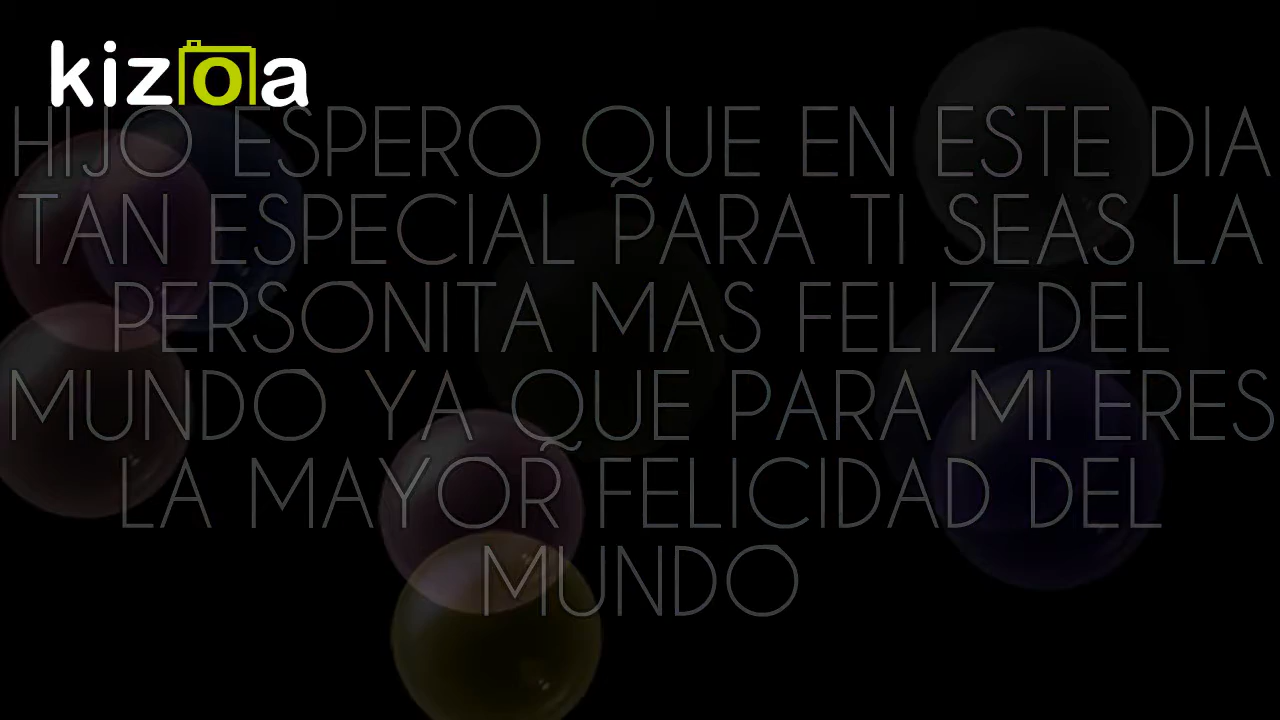 kizoa
HIJO ESPERO QUE EN ESTE DIA
TAN ESPECIAL PARA TI SEAS LA
PERSONITA MAS FELIZ DEL
MUNDO YA QUE PARA MI ERES
LA MAYOR FELICIDAD DEL
MUNDO